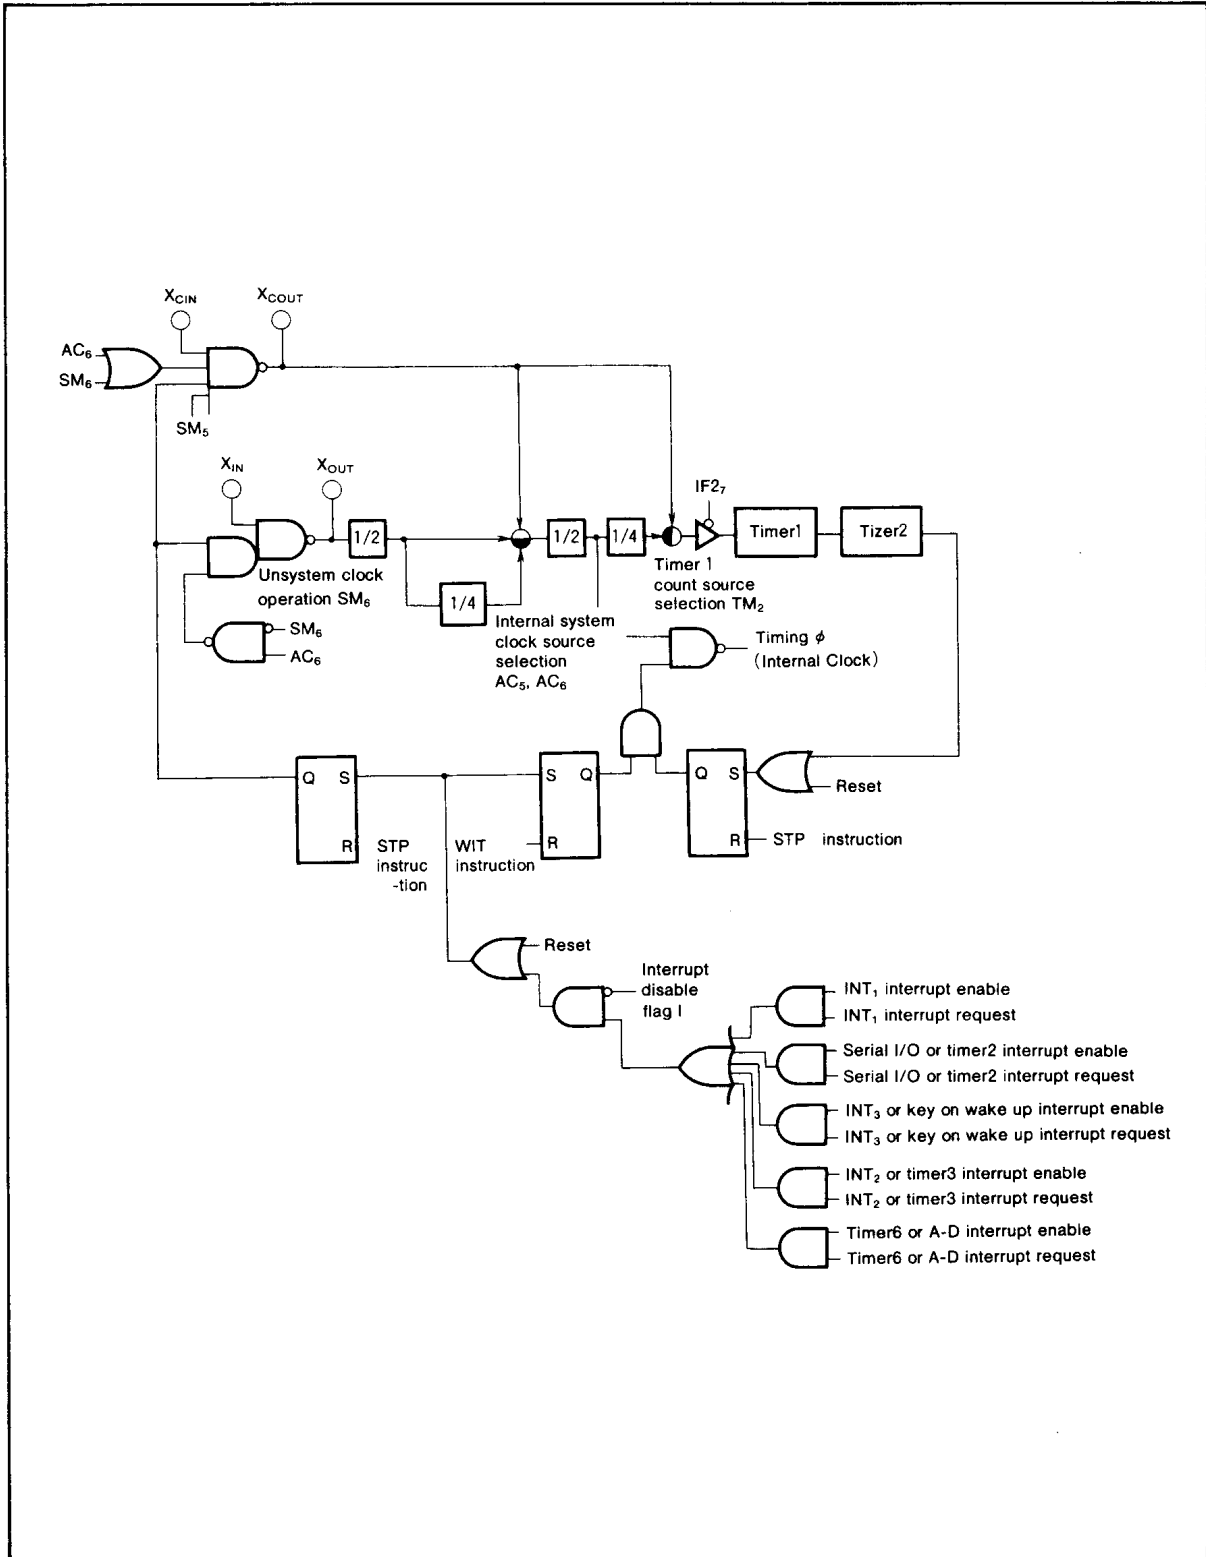 X_CIN
X_COUT
AC₆
SM₆
SM₅
X_IN
X_OUT
IF2₇
1/2
1/2
1/4
Timer1
Tizer2
Unsystem clock
operation SM₆
1/4
Timer 1
count source
selection TM₂
Internal system
clock source
selection
AC₅, AC₆
SM₆
AC₆
Timing ϕ
(Internal Clock)
Q S
R
STP
instruc
-tion
WIT
instruction
S Q
R
Q S
R
Reset
STP instruction
Reset
Interrupt
disable
flag I
INT₁ interrupt enable
INT₁ interrupt request
Serial I/O or timer2 interrupt enable
Serial I/O or timer2 interrupt request
INT₃ or key on wake up interrupt enable
INT₃ or key on wake up interrupt request
INT₂ or timer3 interrupt enable
INT₂ or timer3 interrupt request
Timer6 or A-D interrupt enable
Timer6 or A-D interrupt request